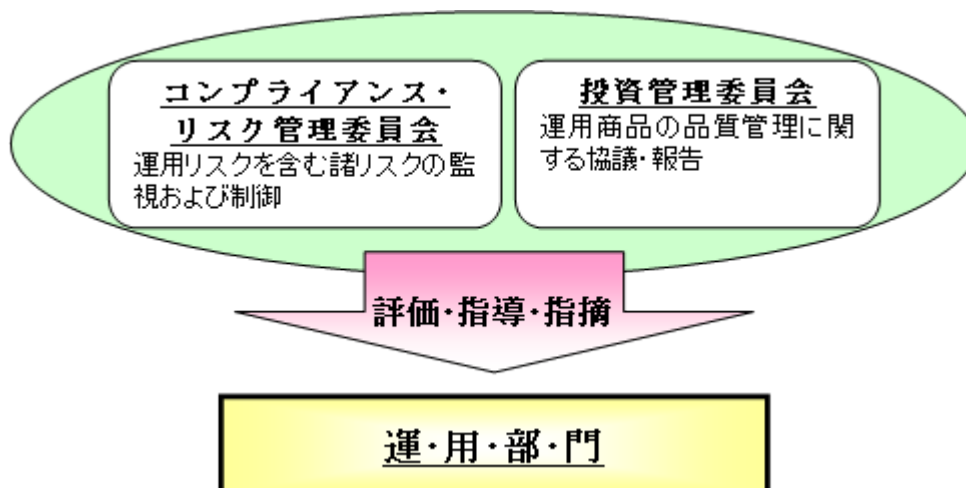 コンプライアンス・
リスク管理委員会
運用リスクを含む諸リスクの監
視および制御
投資管理委員会
運用商品の品質管理に関
する協議・報告
評価・指導・指摘
運・用・部・門